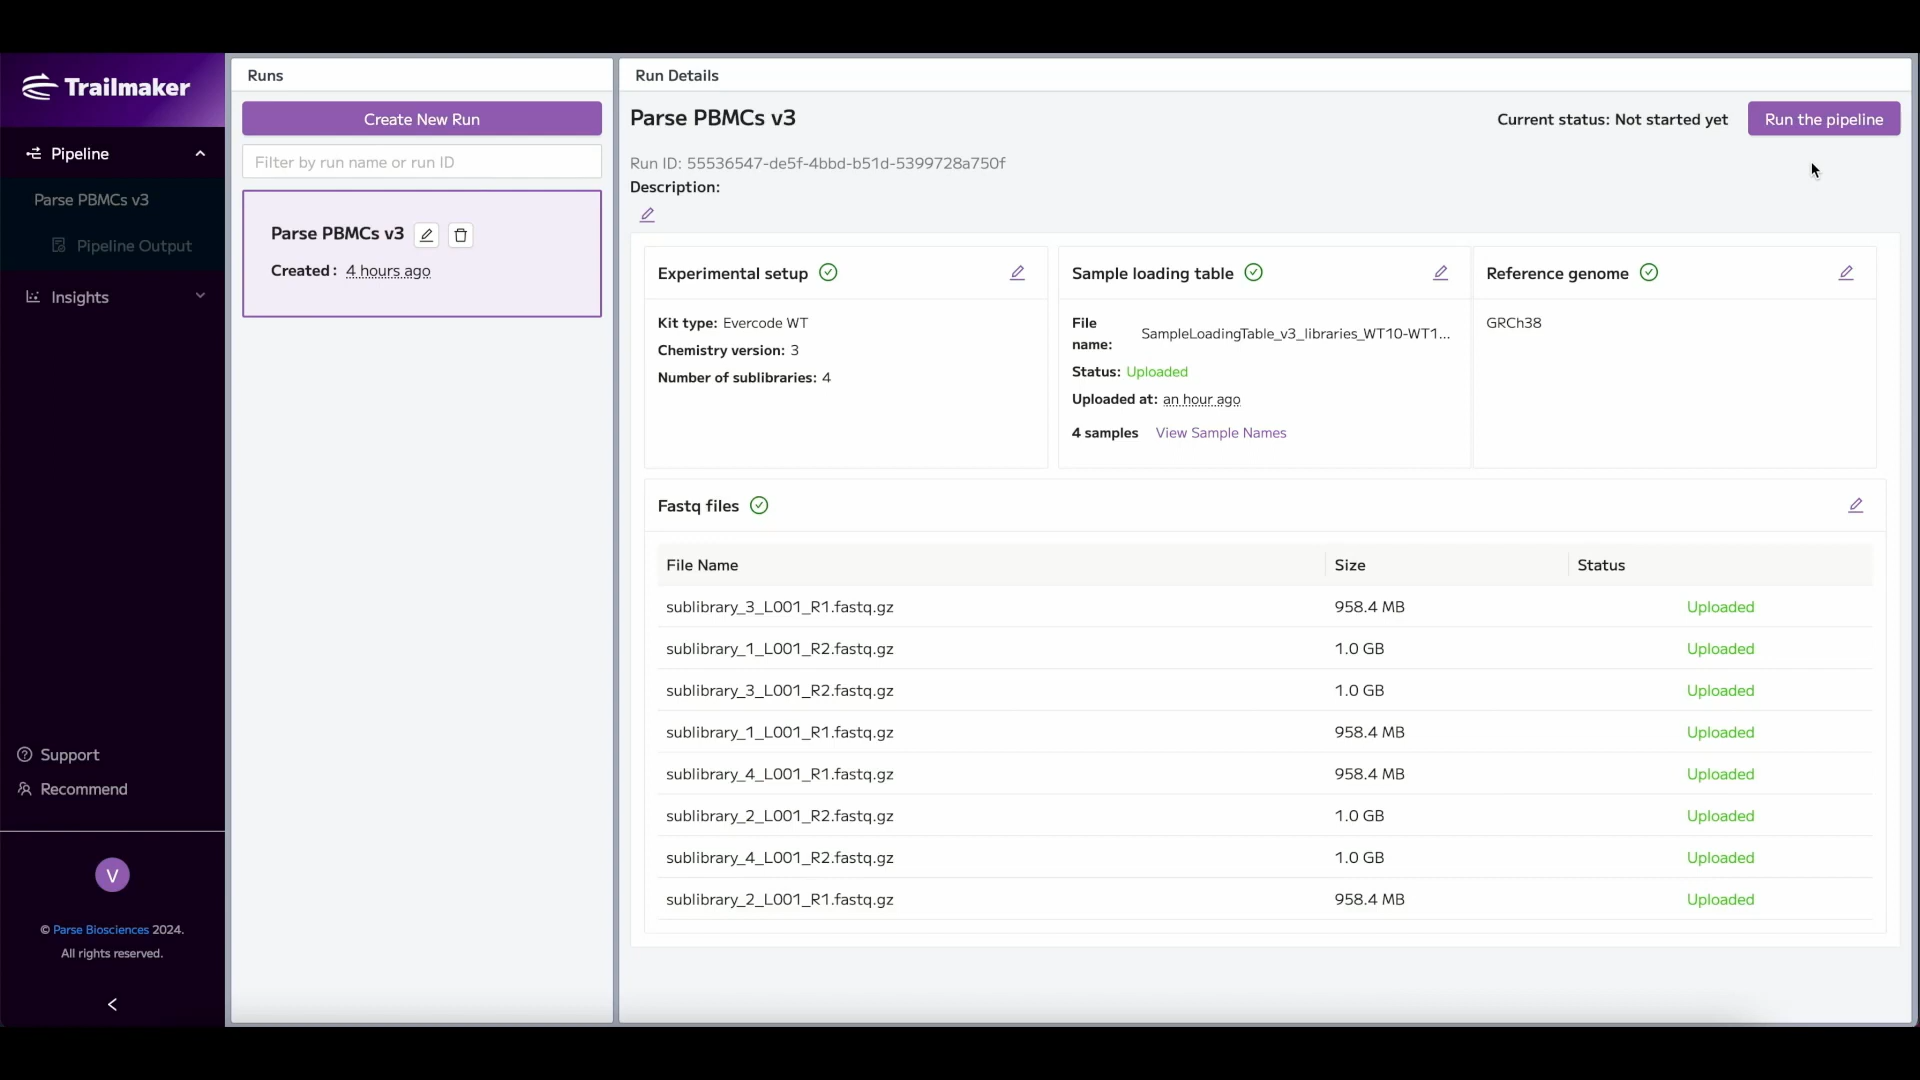 Trailmaker
Pipeline
Parse PBMCs v3
Pipeline Output
Insights
Support
Recommend
V
© Parse Biosciences 2024.
All rights reserved.
Runs
Create New Run
Filter by run name or run ID
Parse PBMCs v3
Created : 4 hours ago
Run Details
Parse PBMCs v3
Current status: Not started yet
Run the pipeline
Run ID: 55536547-de5f-4bbd-b51d-5399728a750f
Description:
Experimental setup
Kit type: Evercode WT
Chemistry version: 3
Number of sublibraries: 4
Sample loading table
File name: SampleLoadingTable_v3_libraries_WT10-WT1...
Status: Uploaded
Uploaded at: an hour ago
4 samples View Sample Names
Reference genome
GRCh38
Fastq files
File Name Size Status
sublibrary_3_L001_R1.fastq.gz 958.4 MB Uploaded
sublibrary_1_L001_R2.fastq.gz 1.0 GB Uploaded
sublibrary_3_L001_R2.fastq.gz 1.0 GB Uploaded
sublibrary_1_L001_R1.fastq.gz 958.4 MB Uploaded
sublibrary_4_L001_R1.fastq.gz 958.4 MB Uploaded
sublibrary_2_L001_R2.fastq.gz 1.0 GB Uploaded
sublibrary_4_L001_R2.fastq.gz 1.0 GB Uploaded
sublibrary_2_L001_R1.fastq.gz 958.4 MB Uploaded